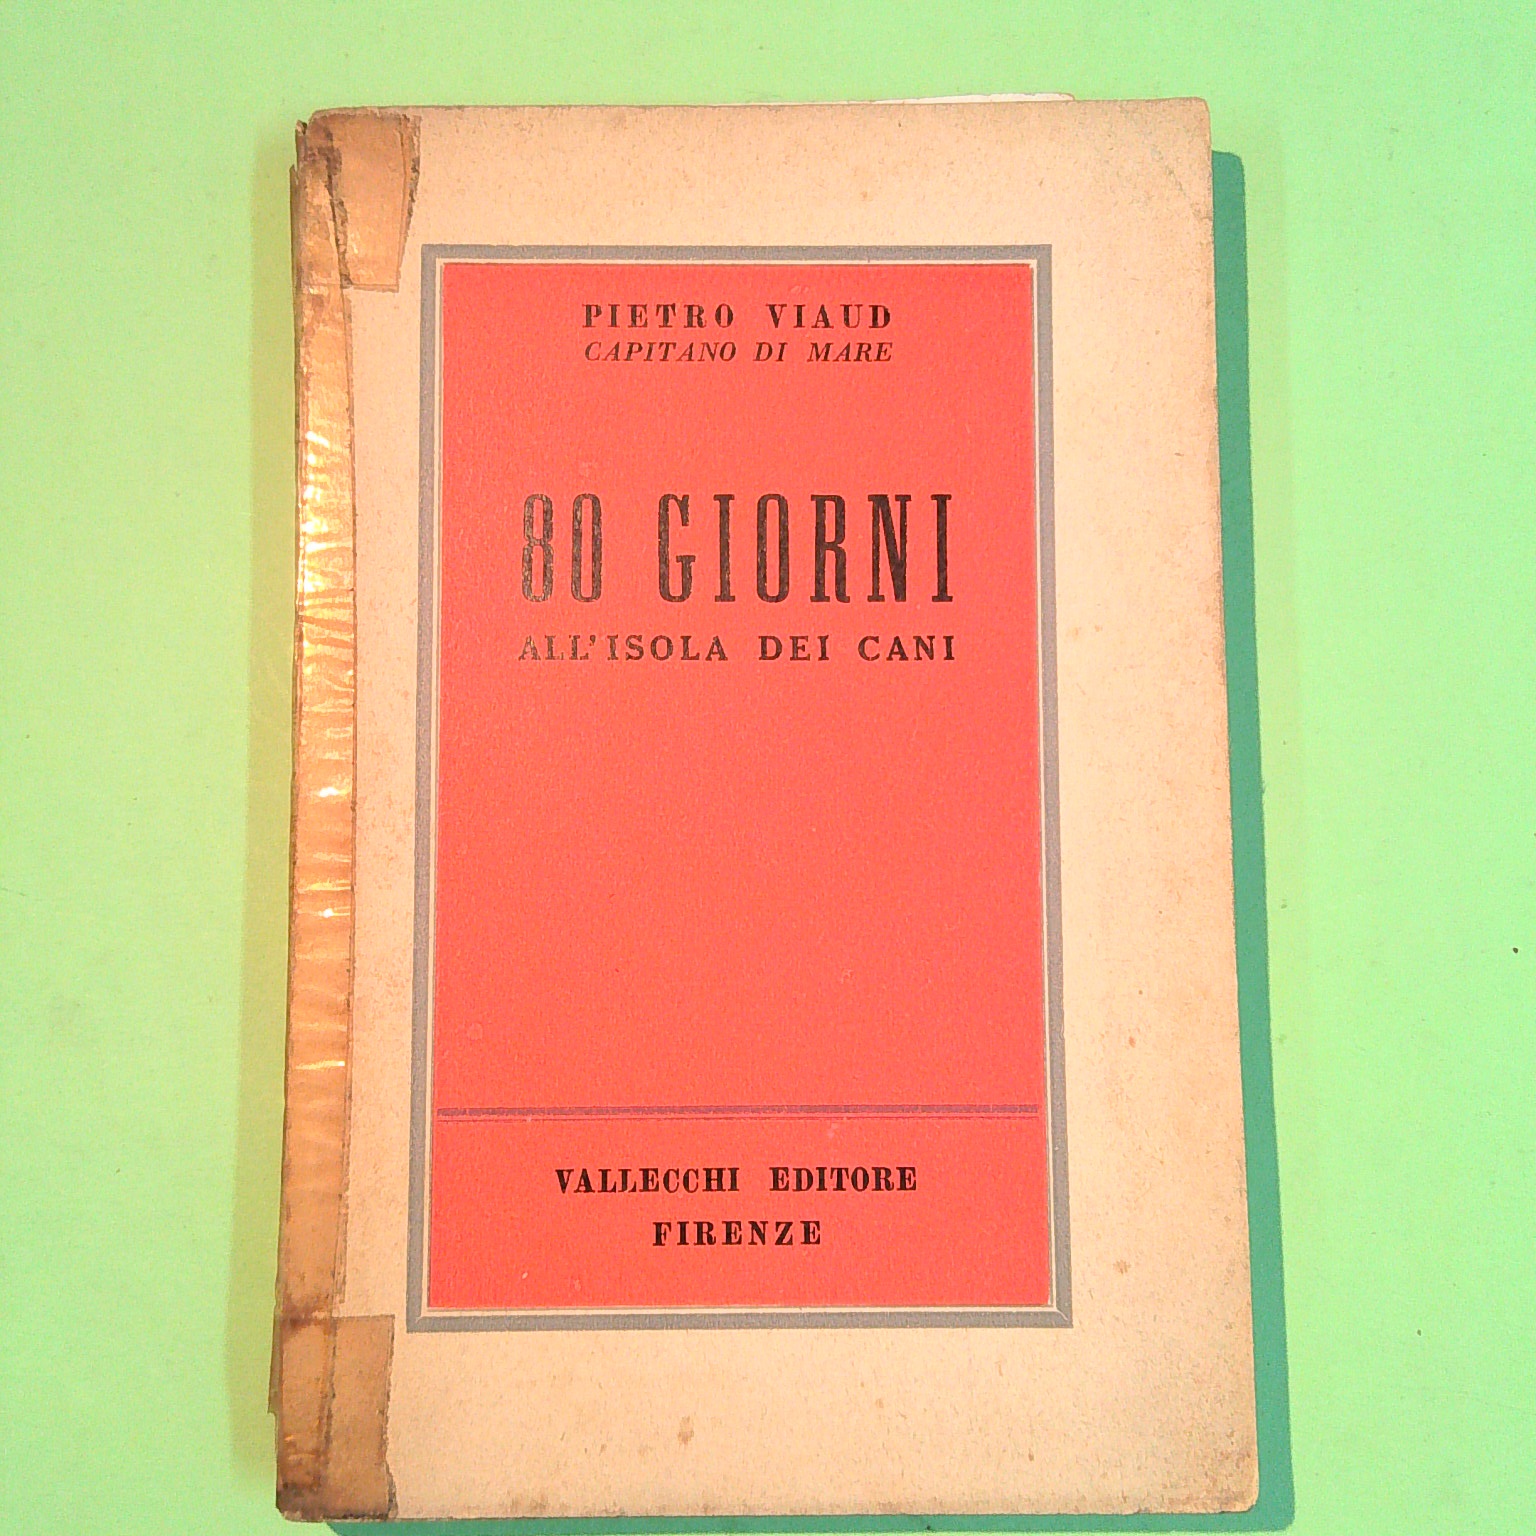 PIETRO VIAUD
CAPITANO DI MARE
80 GIORNI
ALL'ISOLA DEI CANI
VALLECCHI EDITORE
FIRENZE